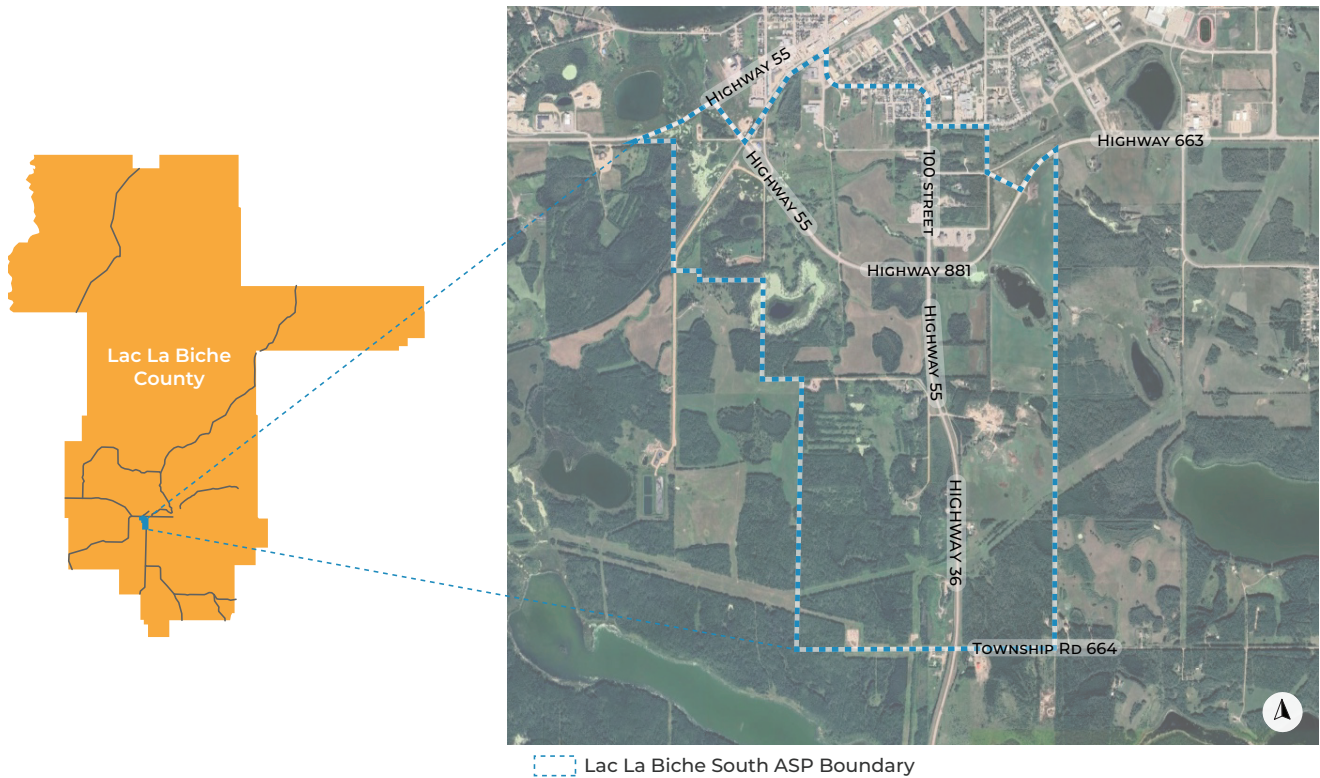 Highway 55
Highway 663
100 Street
Highway 55
Highway 881
Highway 55
Lac La Biche
County
Highway 36
Township Rd 664
Lac La Biche South ASP Boundary